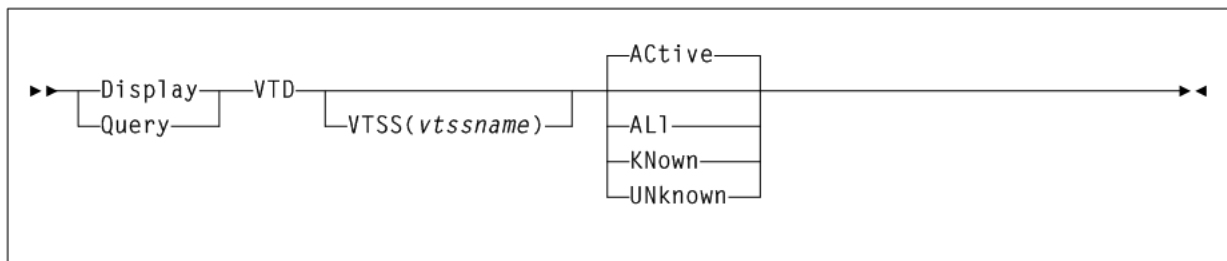 ACtive
Display VTD
Query VTSS(vtssname) ALl
KNown
UNknown